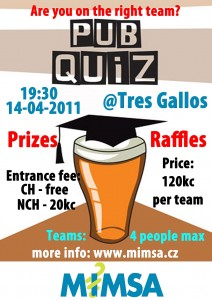 Are you on the right team?
PUB
QUIZ
19:30
14-04-2011
@Tres Gallos
Prizes
Raffles
Entrance fee:
CH - free
NCH - 20kc
Price:
120kc
per team
Teams:
4 people max
more info: www.mimsa.cz
MIMSA